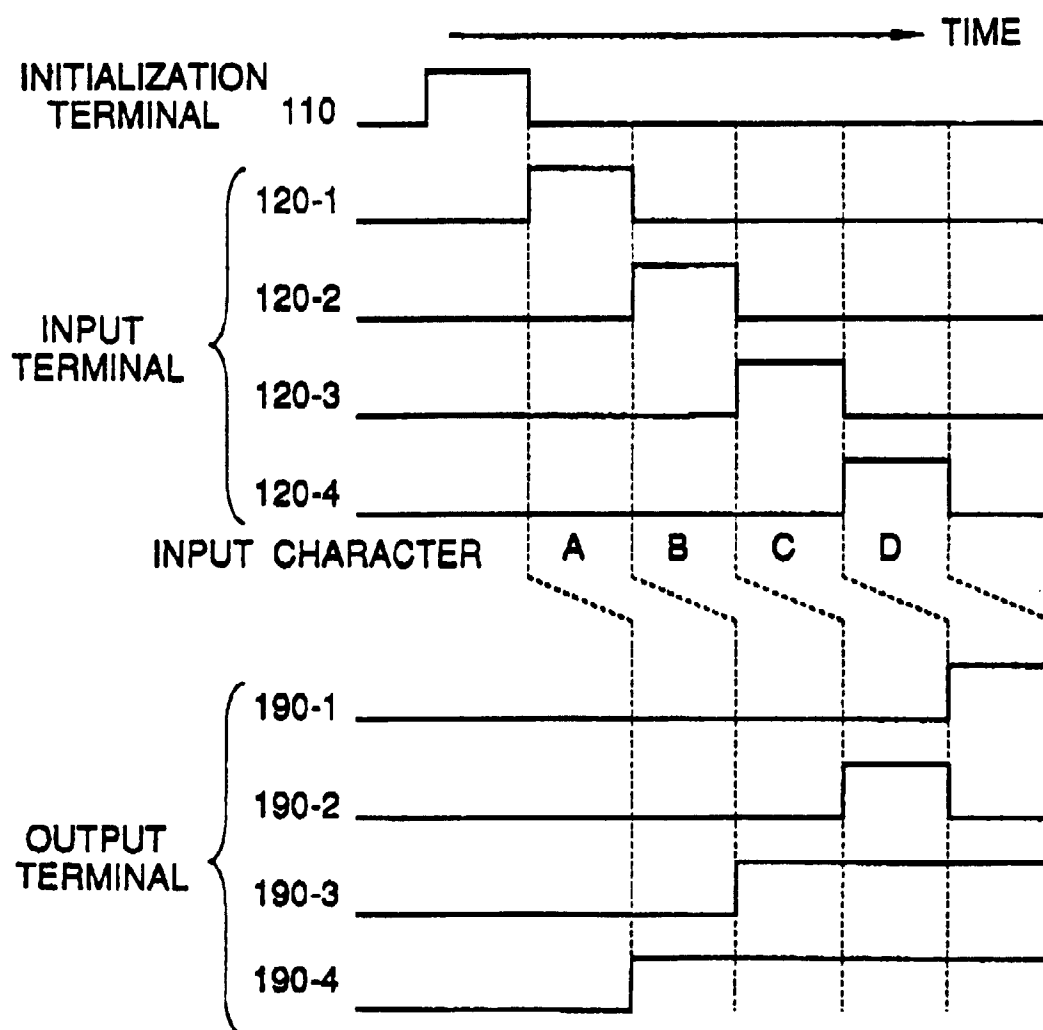 TIME
INITIALIZATION
TERMINAL 110
120-1
120-2
INPUT
TERMINAL
120-3
120-4
INPUT CHARACTER A B C D
190-1
190-2
OUTPUT
TERMINAL
190-3
190-4